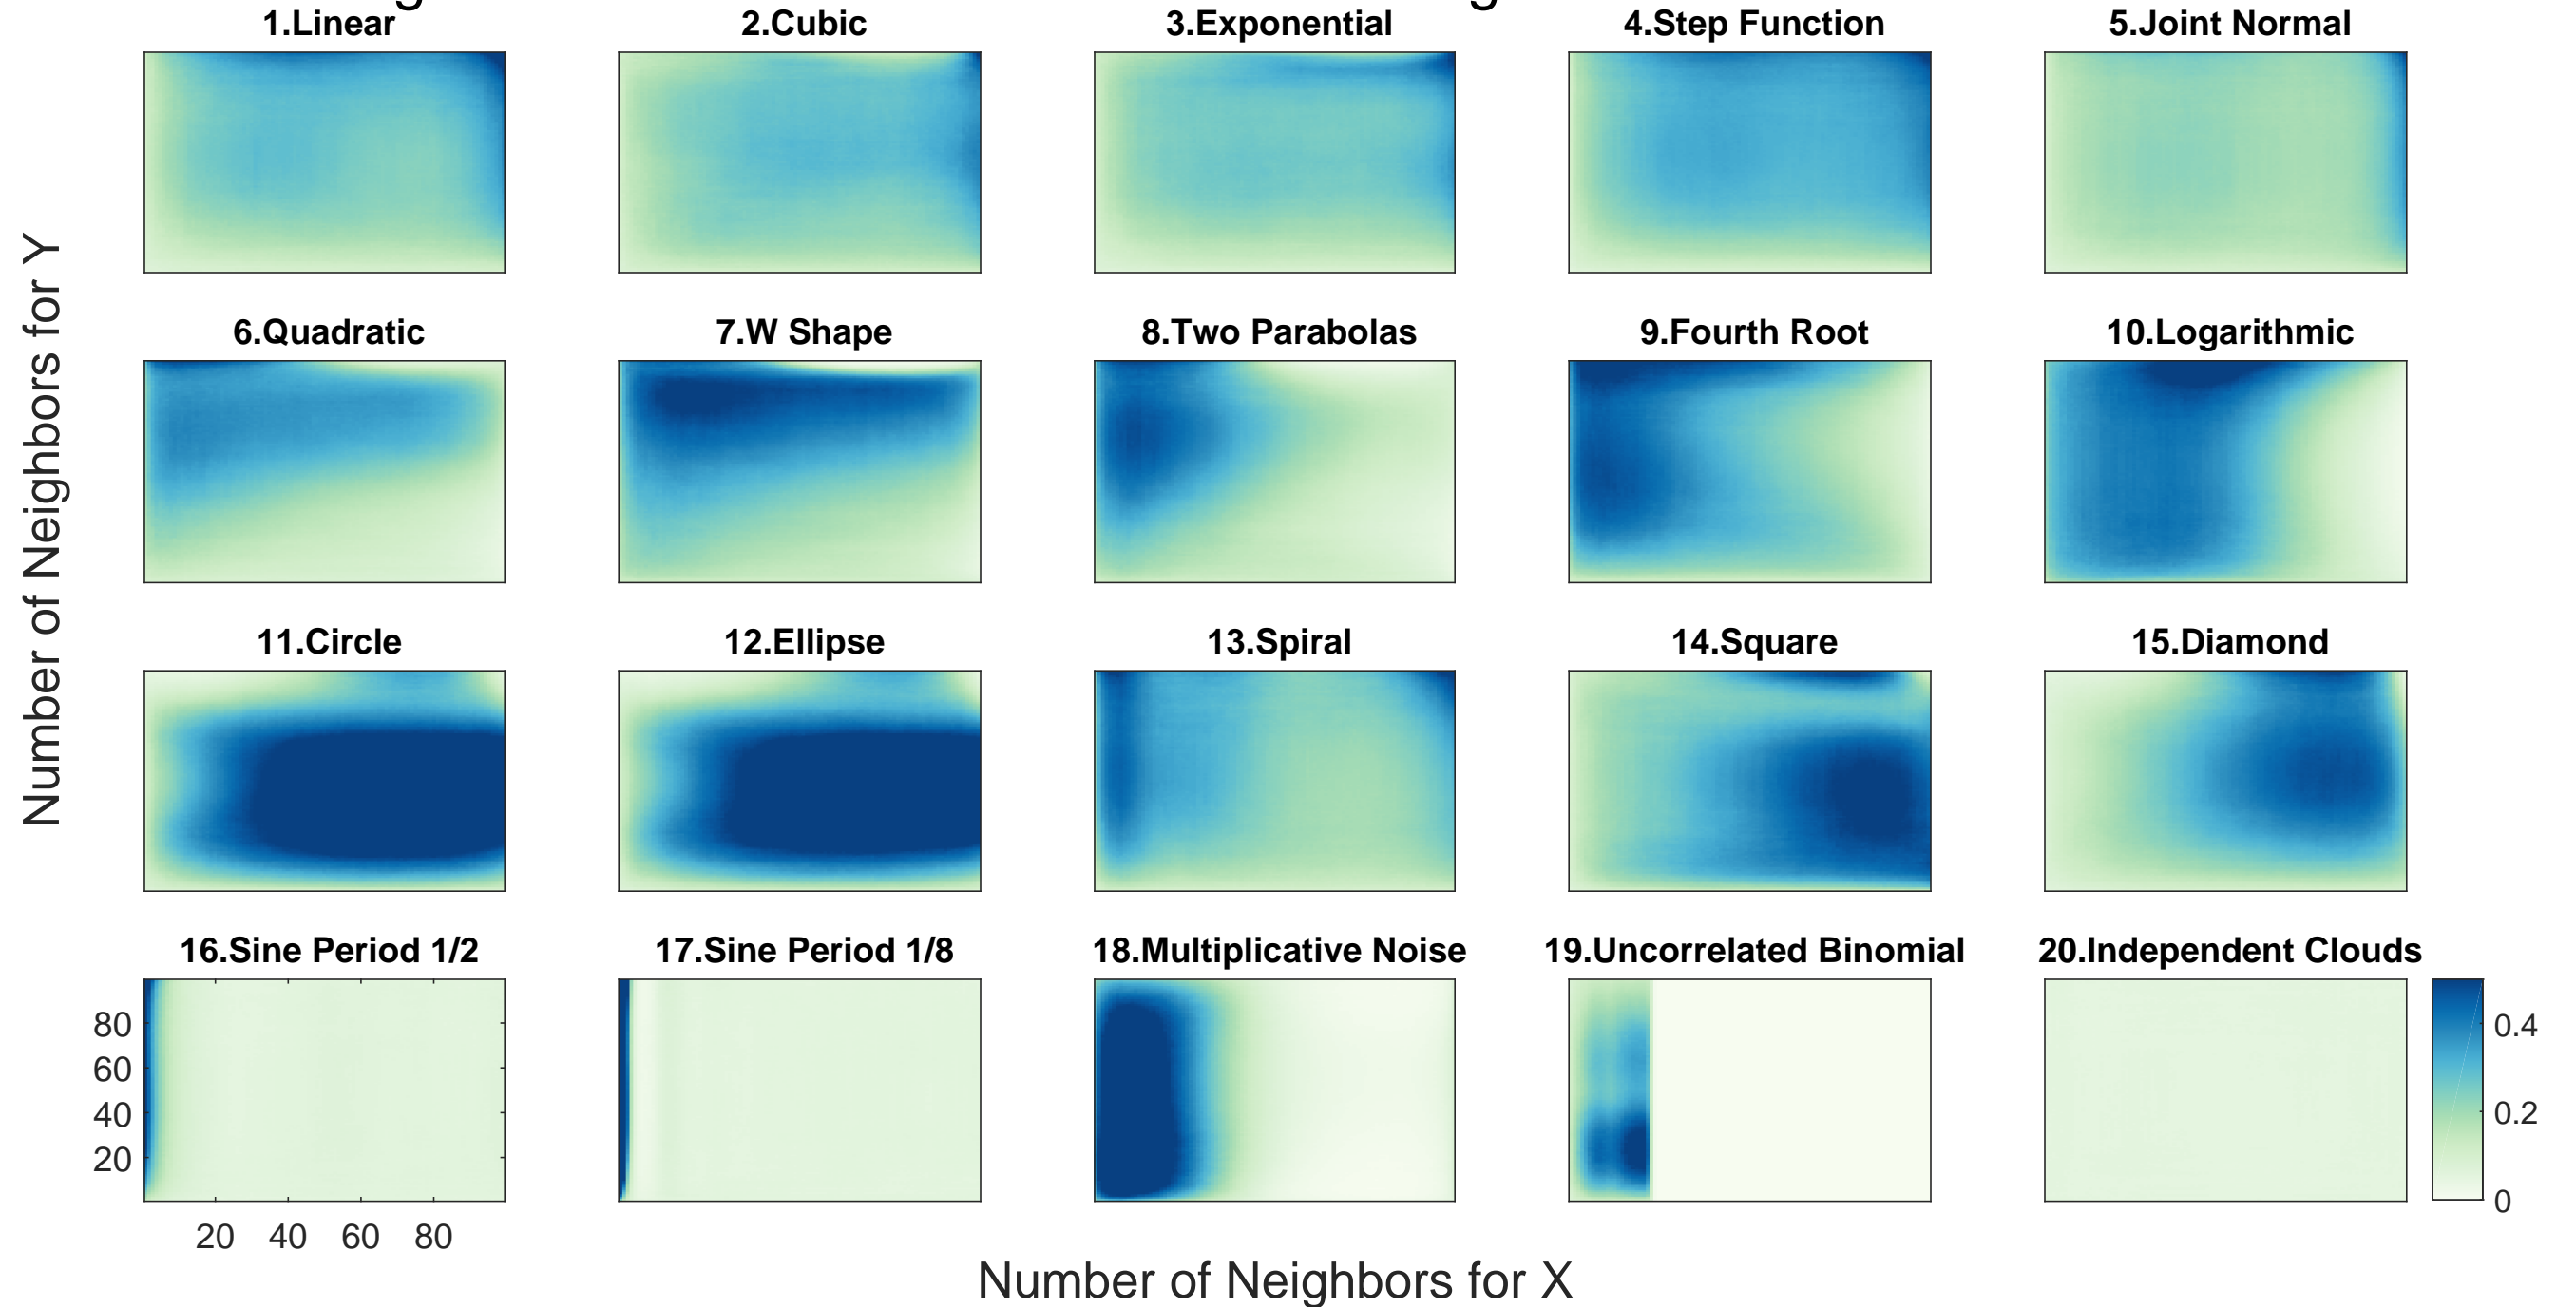 1.Linear
2.Cubic
3.Exponential
4.Step Function
5.Joint Normal
6.Quadratic
7.W Shape
8.Two Parabolas
9.Fourth Root
10.Logarithmic
Number of Neighbors for Y
11.Circle
12.Ellipse
13.Spiral
14.Square
15.Diamond
16.Sine Period 1/2
17.Sine Period 1/8
18.Multiplicative Noise
19.Uncorrelated Binomial
20.Independent Clouds
80
60
40
20
20 40 60 80
0.4
0.2
0
Number of Neighbors for X